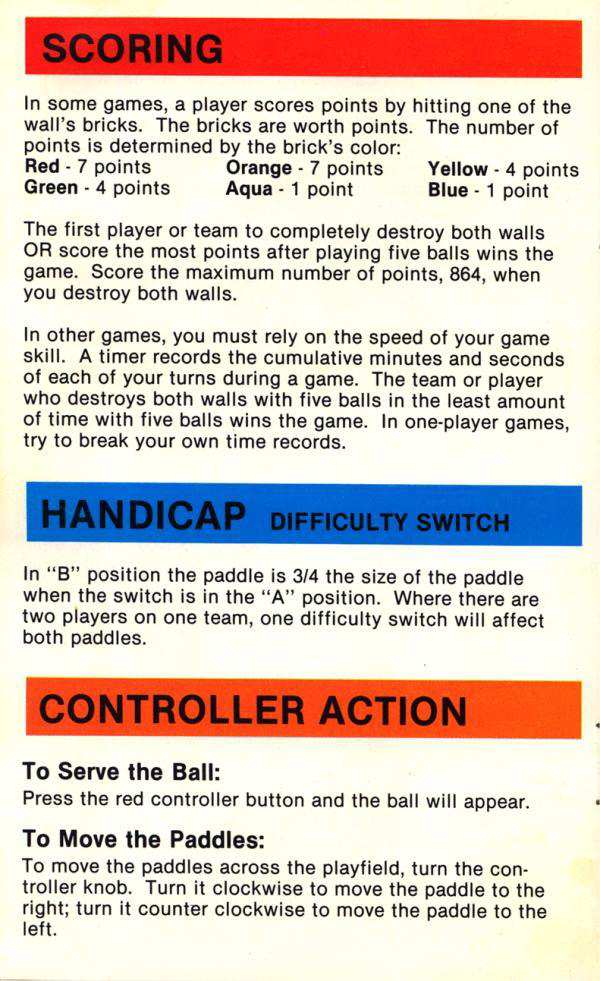 SCORING
In some games, a player scores points by hitting one of the
wall's bricks. The bricks are worth points. The number of
points is determined by the brick's color:
Red - 7 points Orange - 7 points Yellow - 4 points
Green - 4 points Aqua - 1 point Blue - 1 point
The first player or team to completely destroy both walls
OR score the most points after playing five balls wins the
game. Score the maximum number of points, 864, when
you destroy both walls.
In other games, you must rely on the speed of your game
skill. A timer records the cumulative minutes and seconds
of each of your turns during a game. The team or player
who destroys both walls with five balls in the least amount
of time with five balls wins the game. In one-player games,
try to break your own time records.
HANDICAP DIFFICULTY SWITCH
In "B" position the paddle is 3/4 the size of the paddle
when the switch is in the "A" position. Where there are
two players on one team, one difficulty switch will affect
both paddles.
CONTROLLER ACTION
To Serve the Ball:
Press the red controller button and the ball will appear.
To Move the Paddles:
To move the paddles across the playfield, turn the con-
troller knob. Turn it clockwise to move the paddle to the
right; turn it counter clockwise to move the paddle to the
left.